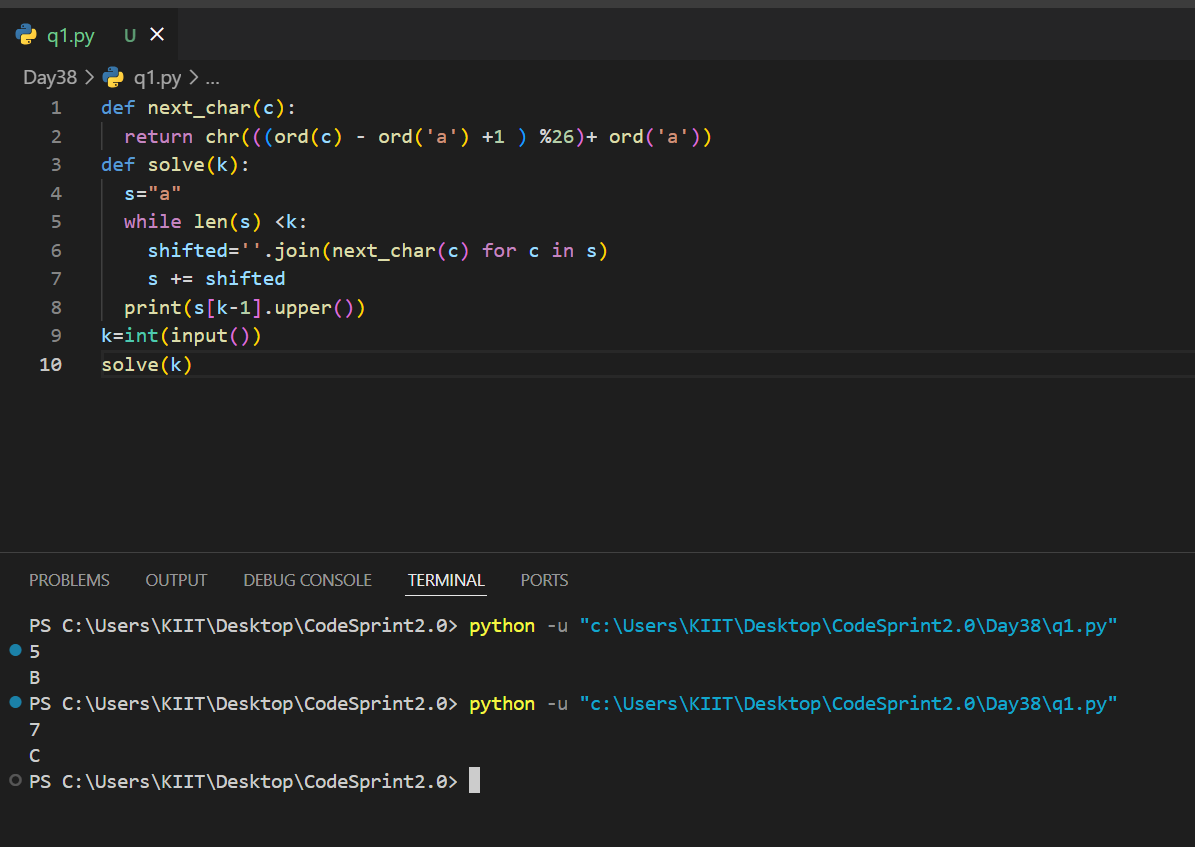 q1.py U
Day38 > q1.py > ...
1 def next_char(c):
2   return chr(((ord(c) - ord('a') +1 ) %26)+ ord('a'))
3 def solve(k):
4   s="a"
5   while len(s) <k:
6     shifted=''.join(next_char(c) for c in s)
7     s += shifted
8   print(s[k-1].upper())
9 k=int(input())
10 solve(k)
PROBLEMS OUTPUT DEBUG CONSOLE TERMINAL PORTS
PS C:\Users\KIIT\Desktop\CodeSprint2.0> python -u "c:\Users\KIIT\Desktop\CodeSprint2.0\Day38\q1.py"
5
B
PS C:\Users\KIIT\Desktop\CodeSprint2.0> python -u "c:\Users\KIIT\Desktop\CodeSprint2.0\Day38\q1.py"
7
C
PS C:\Users\KIIT\Desktop\CodeSprint2.0>